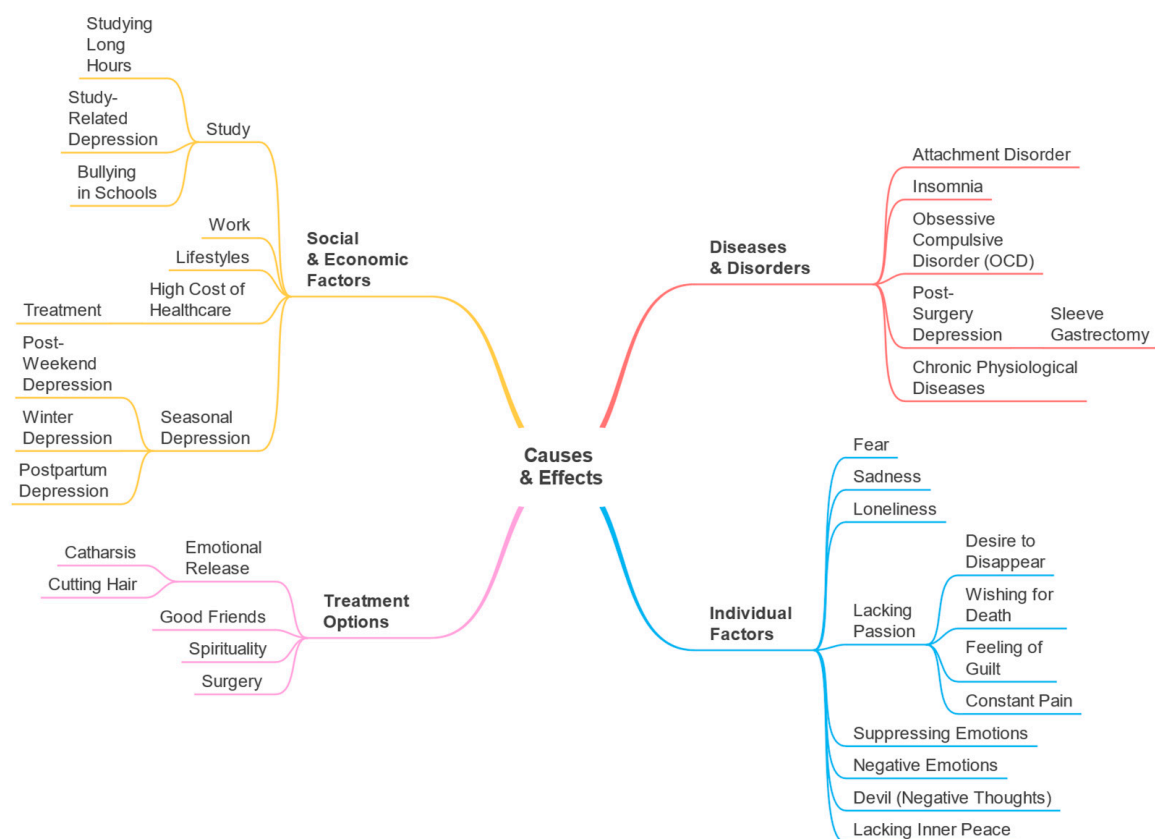 Studying
Long
Hours
Study-
Related
Depression
Bullying
in Schools
Study
Work
Lifestyles
High Cost of
Healthcare
Treatment
Post-
Weekend
Depression
Winter
Depression
Postpartum
Depression
Seasonal
Depression
Social
& Economic
Factors
Catharsis
Cutting Hair
Emotional
Release
Good Friends
Spirituality
Surgery
Treatment
Options
Causes
& Effects
Diseases
& Disorders
Attachment Disorder
Insomnia
Obsessive
Compulsive
Disorder (OCD)
Post-
Surgery
Depression
Sleeve
Gastrectomy
Chronic Physiological
Diseases
Individual
Factors
Fear
Sadness
Loneliness
Lacking
Passion
Desire to
Disappear
Wishing for
Death
Feeling of
Guilt
Constant Pain
Suppressing Emotions
Negative Emotions
Devil (Negative Thoughts)
Lacking Inner Peace